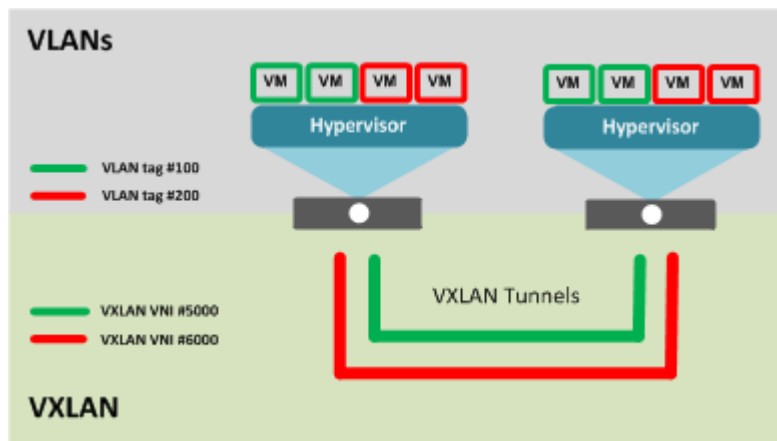 VLANs
VM VM VM VM
VM VM VM VM
Hypervisor
Hypervisor
VLAN tag #100
VLAN tag #200
VXLAN VNI #5000
VXLAN VNI #6000
VXLAN Tunnels
VXLAN